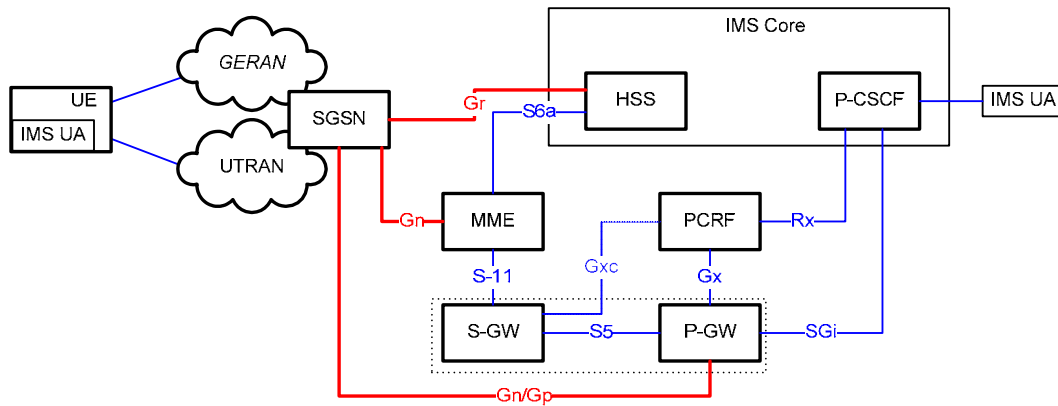 IMS Core
GERAN
UE
IMS UA
SGSN
Gr
HSS
P-CSCF
IMS UA
S6a
UTRAN
Gn
MME
PCRF
Rx
S-11
Gxc
Gx
S-GW
S5
P-GW
SGi
Gn/Gp